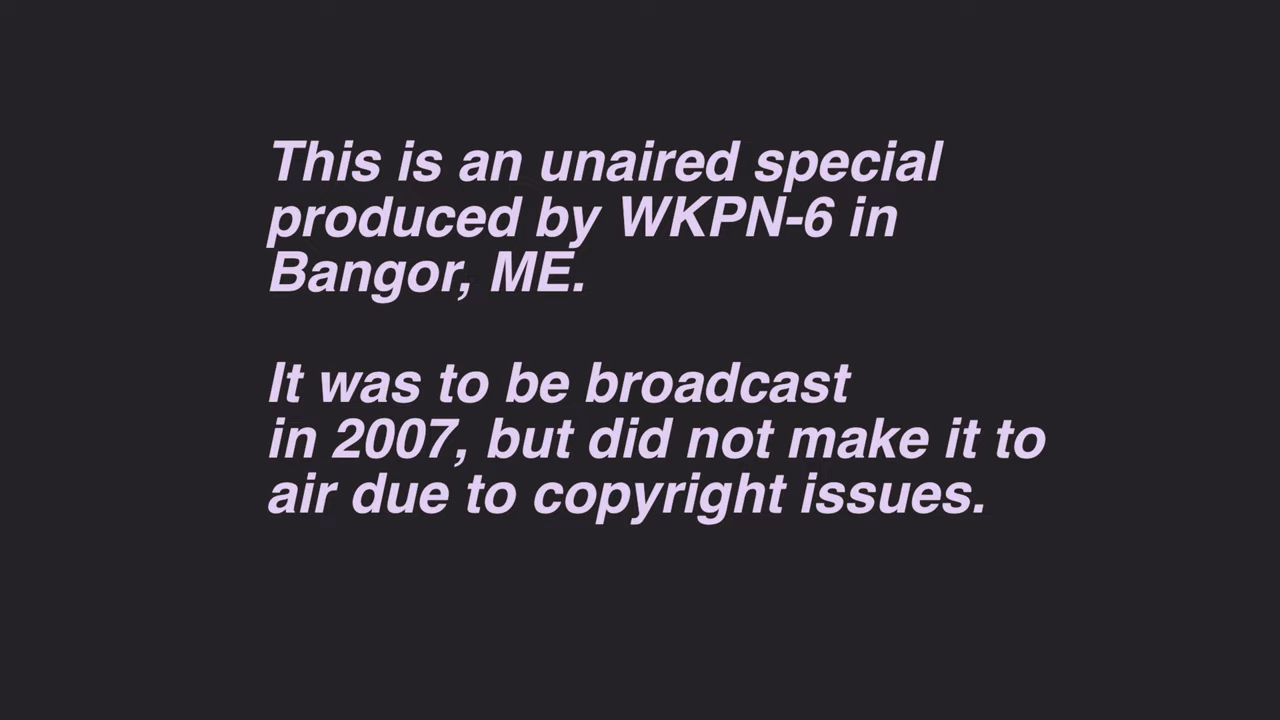 This is an unaired special
produced by WKPN-6 in
Bangor, ME.
It was to be broadcast
in 2007, but did not make it to
air due to copyright issues.